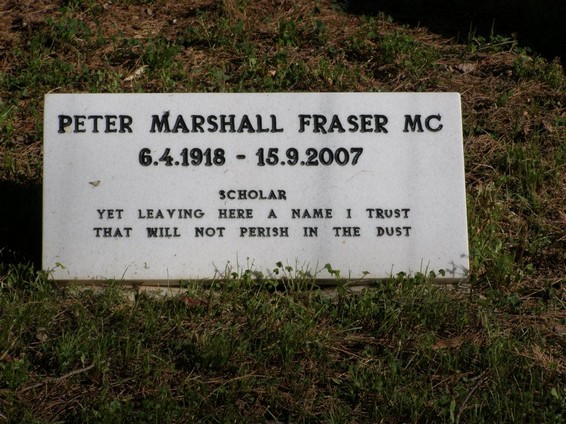 PETER MARSHALL FRASER MC
6.4.1918 - 15.9.2007
SCHOLAR
YET LEAVING HERE A NAME I TRUST
THAT WILL NOT PERISH IN THE DUST